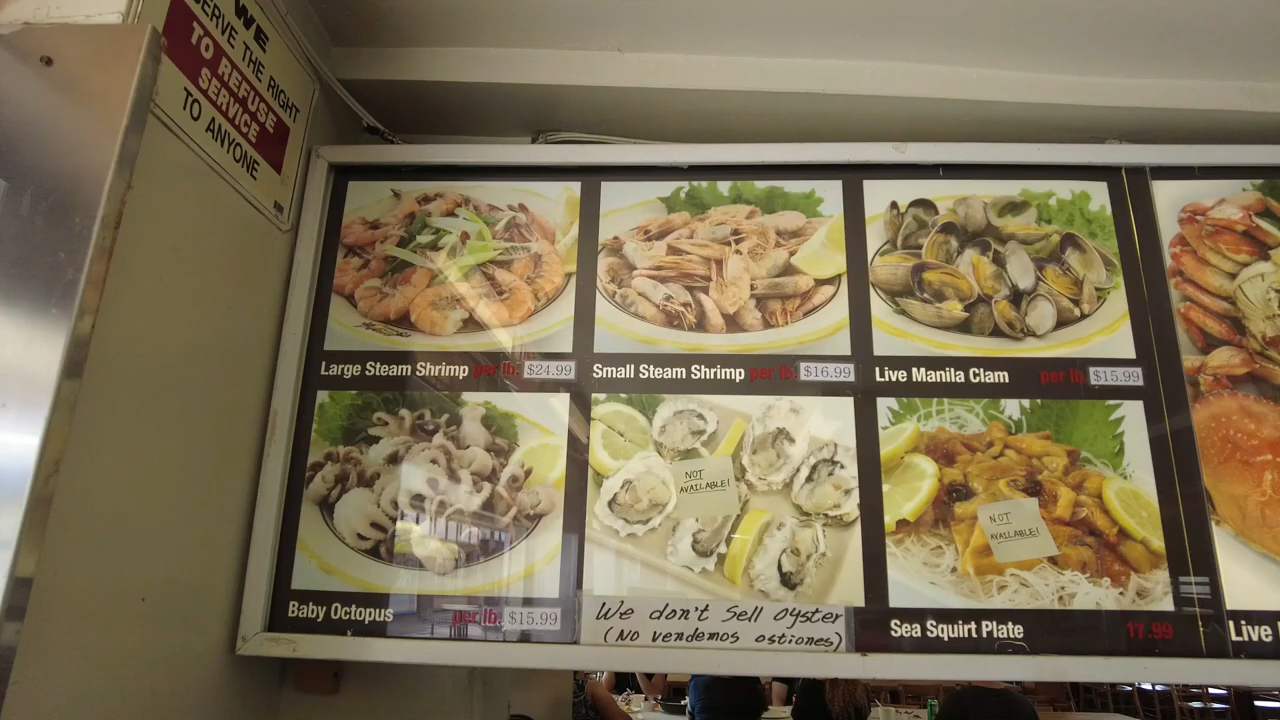 WE
SERVE THE RIGHT
TO REFUSE
SERVICE
TO ANYONE
Large Steam Shrimp per lb. $24.99
Small Steam Shrimp per lb. $16.99
Live Manila Clam per lb. $15.99
NOT
AVAILABLE!
NOT
AVAILABLE!
Baby Octopus per lb. $15.99
We don't Sell Oyster
(No vendemos ostiones)
Sea Squirt Plate 17.99
Live